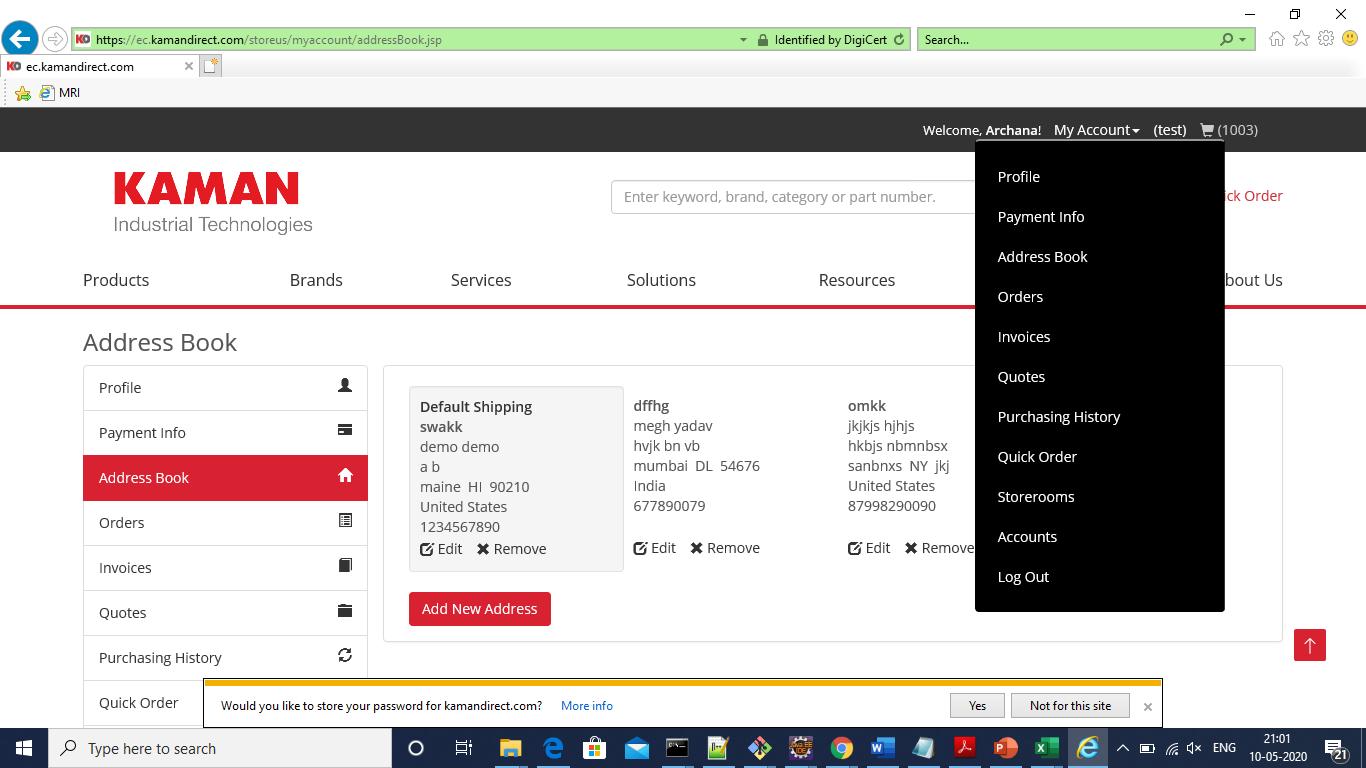 https://ec.kamandirect.com/storeus/myaccount/addressBook.jsp
Identified by DigiCert
Search...
KD ec.kamandirect.com
MRI
Welcome, Archana! My Account (test) (1003)
KAMAN
Industrial Technologies
Enter keyword, brand, category or part number.
ick Order
Products Brands Services Solutions Resources bout Us
Profile
Payment Info
Address Book
Orders
Invoices
Quotes
Purchasing History
Quick Order
Storerooms
Accounts
Log Out
Address Book
Profile
Payment Info
Address Book
Orders
Invoices
Quotes
Purchasing History
Quick Order
Default Shipping
swakk
demo demo
a b
maine HI 90210
United States
1234567890
Edit Remove
dffhg
megh yadav
hvjk bn vb
mumbai DL 54676
India
677890079
Edit Remove
omkk
jkjkjs hjhjs
hkbjs nbmnbsx
sanbnxs NY jkj
United States
87998290090
Edit Remove
Add New Address
Would you like to store your password for kamandirect.com? More info
Yes
Not for this site
Type here to search
ENG
21:01
10-05-2020
21